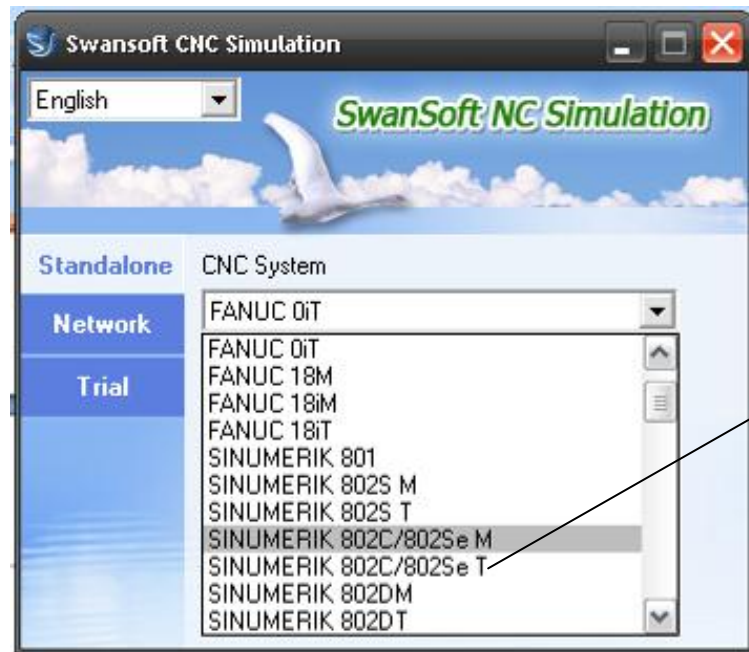 Swansoft CNC Simulation
English
SwanSoft NC Simulation
Standalone
CNC System
Network
FANUC 0iT
Trial
FANUC 0iT
FANUC 18M
FANUC 18iM
FANUC 18iT
SINUMERIK 801
SINUMERIK 802S M
SINUMERIK 802S T
SINUMERIK 802C/802Se M
SINUMERIK 802C/802Se T
SINUMERIK 802DM
SINUMERIK 802DT